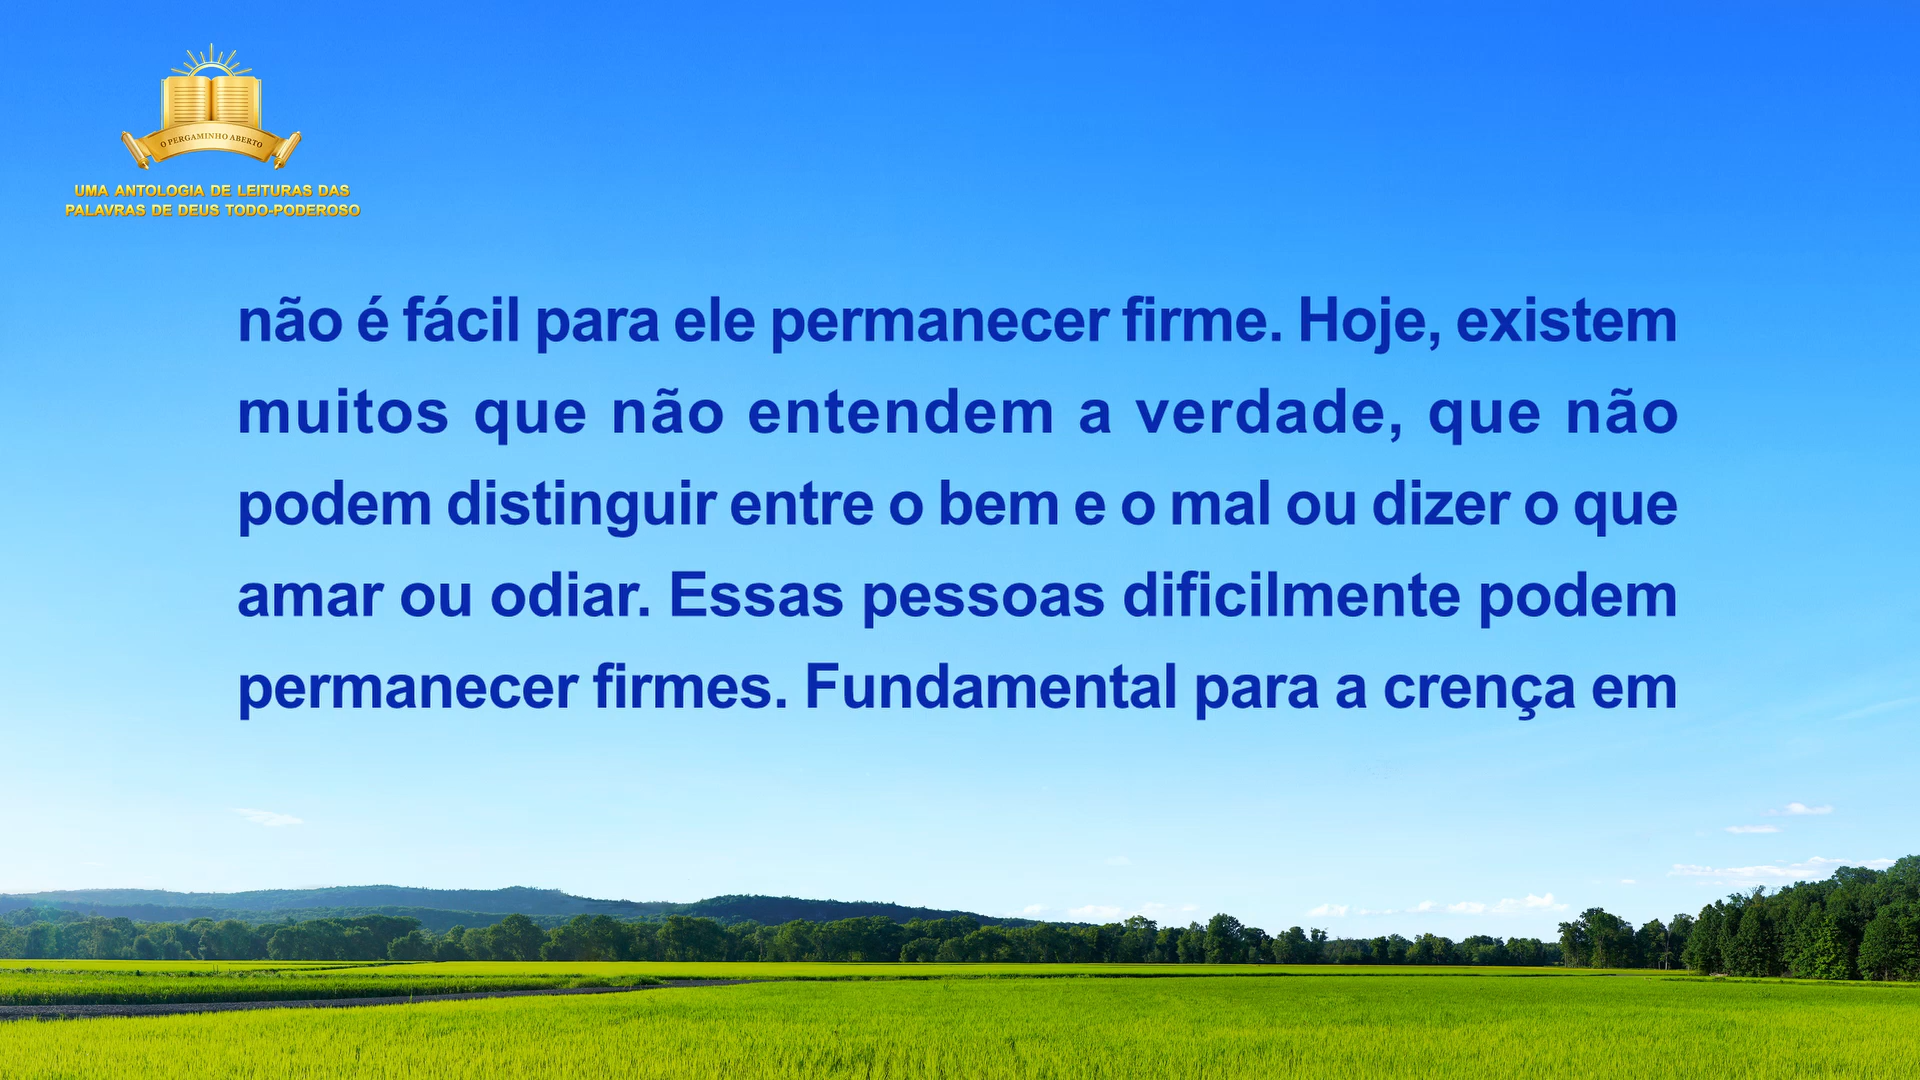 O PERGAMINHO ABERTO
UMA ANTOLOGIA DE LEITURAS DAS
PALAVRAS DE DEUS TODO-PODEROSO
não é fácil para ele permanecer firme. Hoje, existem
muitos que não entendem a verdade, que não
podem distinguir entre o bem e o mal ou dizer o que
amar ou odiar. Essas pessoas dificilmente podem
permanecer firmes. Fundamental para a crença em